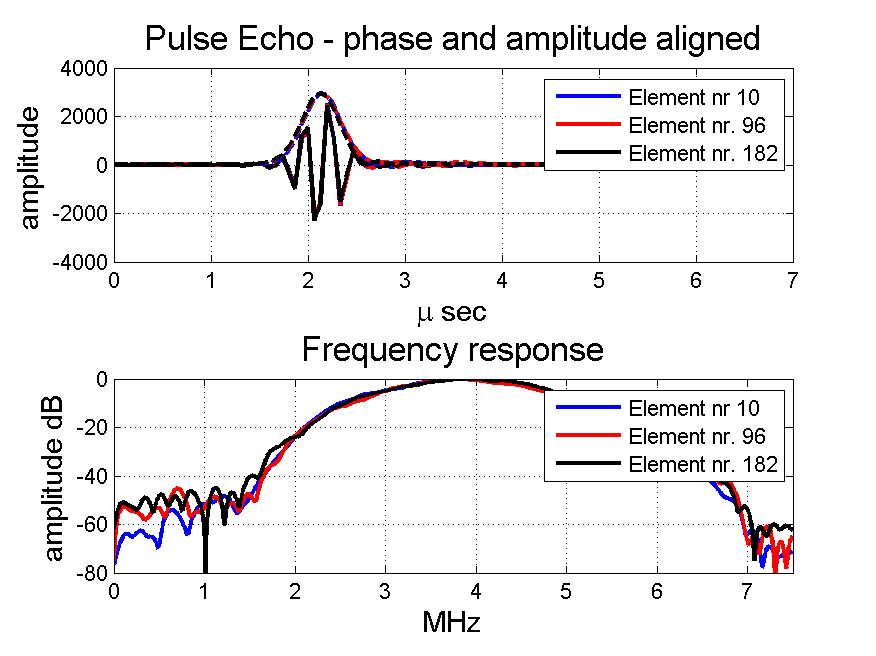 Pulse Echo - phase and amplitude aligned
4000
2000
0
-2000
-4000
amplitude
Element nr 10
Element nr. 96
Element nr. 182
0 1 2 3 4 5 6 7
μ sec
Frequency response
0
-20
-40
-60
-80
amplitude dB
Element nr 10
Element nr. 96
Element nr. 182
0 1 2 3 4 5 6 7
MHz